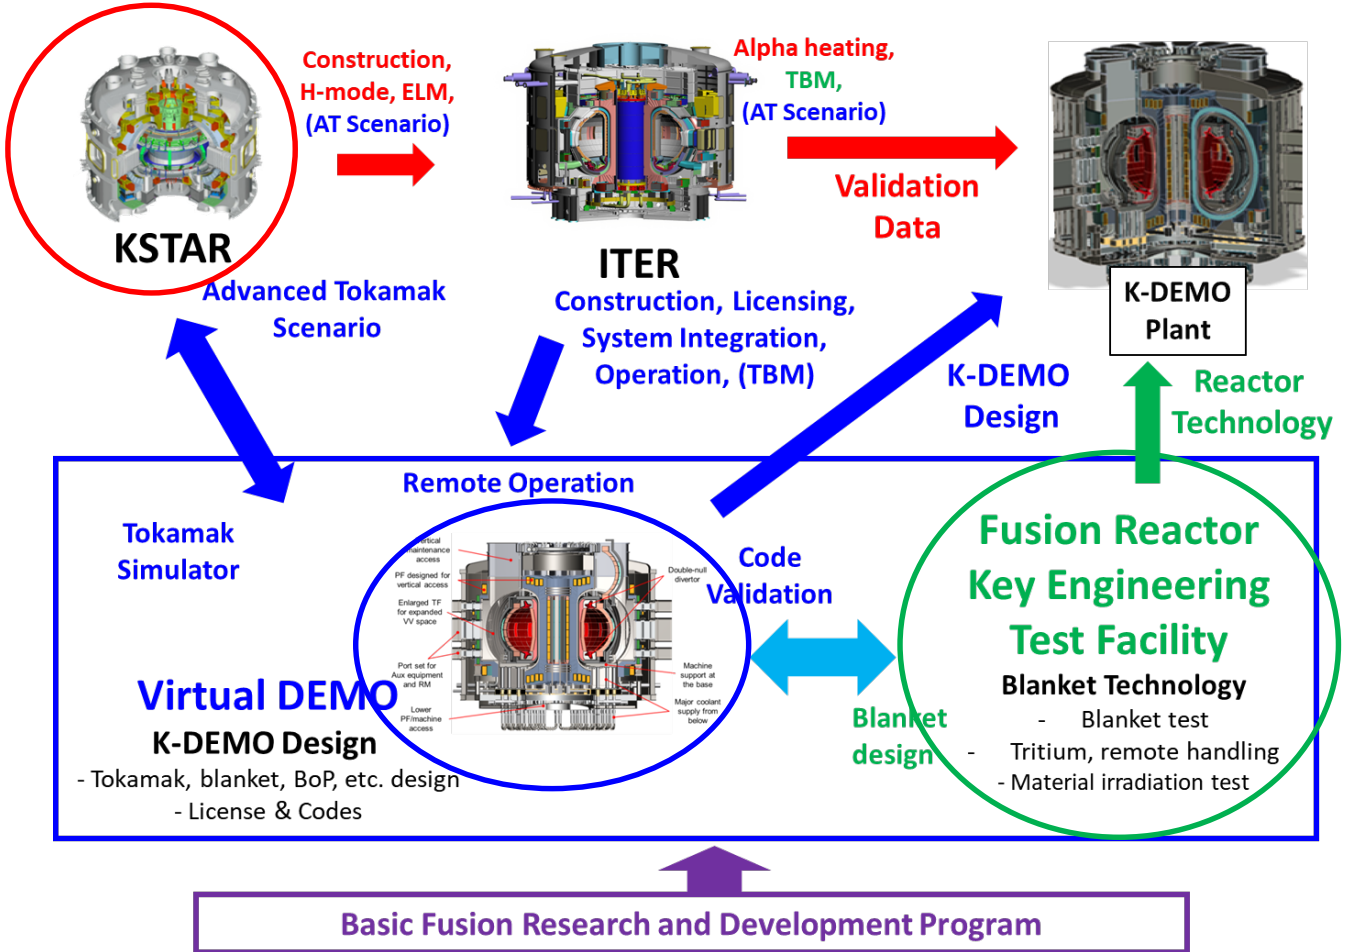 Construction,
H-mode, ELM,
(AT Scenario)
Alpha heating,
TBM,
(AT Scenario)
Validation
Data
KSTAR
ITER
K-DEMO
Plant
Advanced Tokamak
Scenario
Construction, Licensing,
System Integration,
Operation, (TBM)
K-DEMO
Design
Reactor
Technology
Remote Operation
Tokamak
Simulator
Vertical
maintenance
access
PF designed for
vertical access
Enlarged TF
for expanded
VV space
Port set for
Aux equipment
and RM
Lower
PF/machine
access
Double-null
divertor
Machine
support at
the base
Major coolant
supply from
below
Code
Validation
Blanket
design
Virtual DEMO
K-DEMO Design
- Tokamak, blanket, BoP, etc. design
- License & Codes
Fusion Reactor
Key Engineering
Test Facility
Blanket Technology
- Blanket test
- Tritium, remote handling
- Material irradiation test
Basic Fusion Research and Development Program